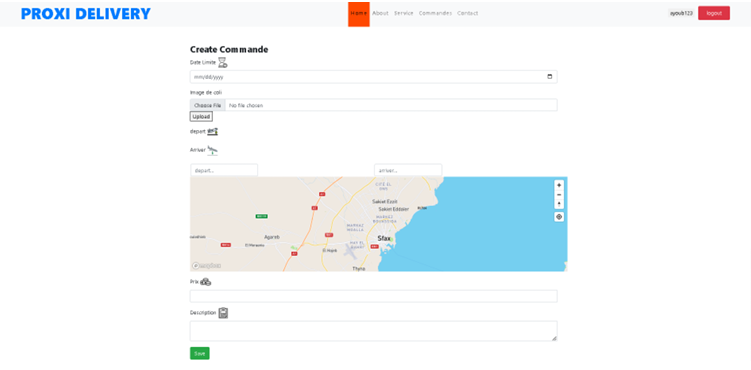 PROXI DELIVERY
Home About Service Commandes Contact
ayoub123 logout
Create Commande
Date Limite
mm/dd/yyyy
Image de coli
Choose File No file chosen
Upload
depart
Arriver
depart... arriver...
Sakiet Ezzit
Sakiet Eddaier
Sfax
Agareb
Thyna
mapbox
Prix
Description
Save